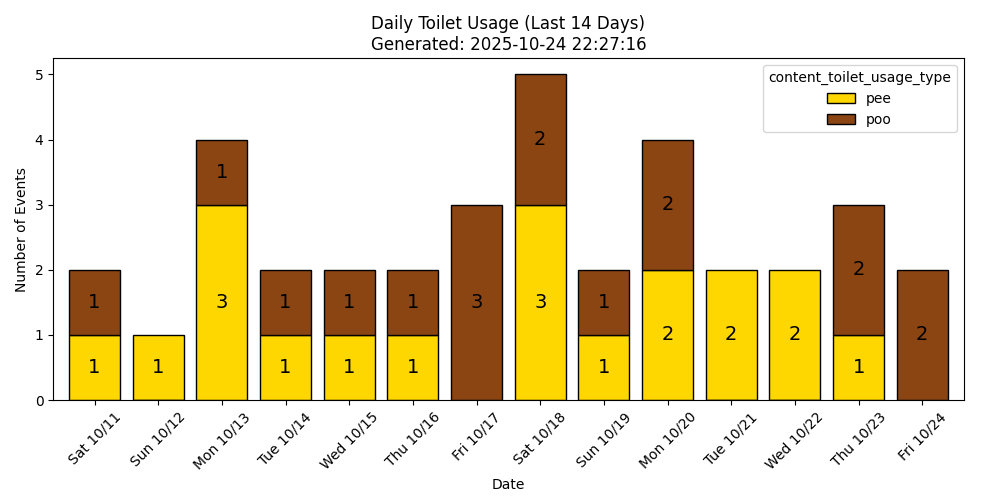 Daily Toilet Usage (Last 14 Days)
Generated: 2025-10-24 22:27:16
content_toilet_usage_type
pee
poo
Number of Events
5
4
3
2
1
0
1
1
1
3
1
1
1
1
1
1
1
3
3
2
1
1
2
2
2
2
1
2
2
Sat 10/11
Sun 10/12
Mon 10/13
Tue 10/14
Wed 10/15
Thu 10/16
Fri 10/17
Sat 10/18
Sun 10/19
Mon 10/20
Tue 10/21
Wed 10/22
Thu 10/23
Fri 10/24
Date